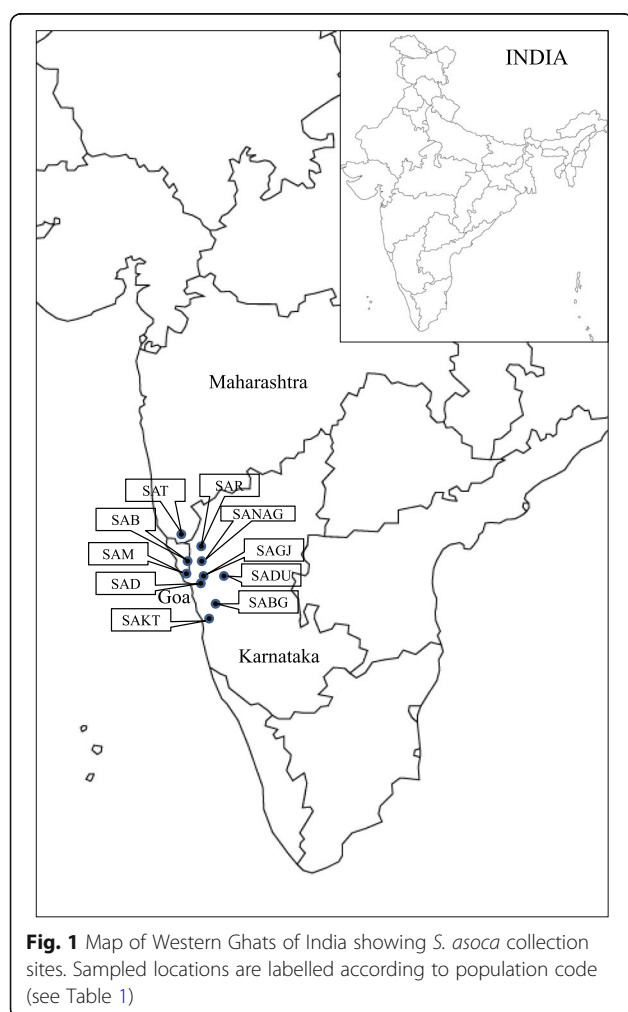 INDIA
Maharashtra
SAT
SAR
SAB
SANAG
SAM
SAGJ
SAD
SADU
Goa
SABG
SAKT
Karnataka
Fig. 1 Map of Western Ghats of India showing S. asoca collection
sites. Sampled locations are labelled according to population code
(see Table 1)